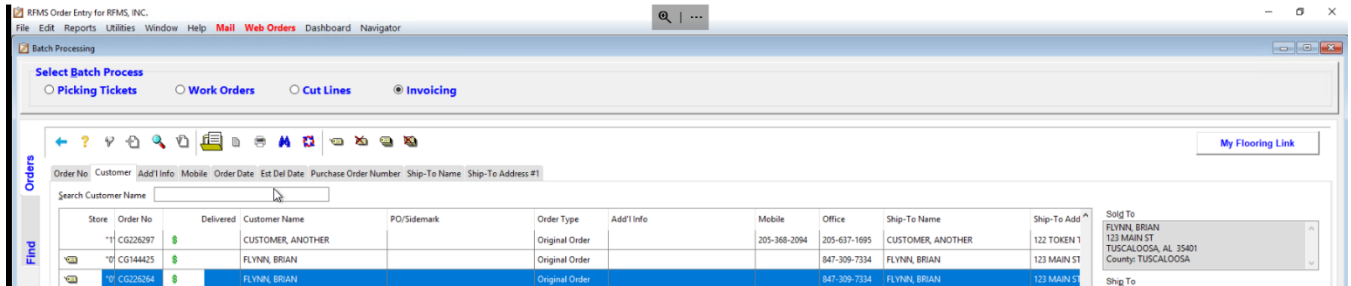 RFMS Order Entry for RFMS, INC.
File Edit Reports Utilities Window Help Mail Web Orders Dashboard Navigator
Batch Processing
Select Batch Process
Picking Tickets Work Orders Cut Lines Invoicing
My Flooring Link
Orders
Find
Order No Customer Add'l Info Mobile Order Date Est Del Date Purchase Order Number Ship-To Name Ship-To Address #1
Search Customer Name
Store Order No Delivered Customer Name PO/Sidemark Order Type Add'l Info Mobile Office Ship-To Name Ship-To Add
"1' CG226297 $ CUSTOMER, ANOTHER Original Order 205-368-2094 205-637-1695 CUSTOMER, ANOTHER 122 TOKEN T
"0' CG144425 $ FLYNN, BRIAN Original Order 847-309-7334 FLYNN, BRIAN 123 MAIN ST
"0' CG226264 $ FLYNN, BRIAN Original Order 847-309-7334 FLYNN, BRIAN 123 MAIN ST
Sold To
FLYNN, BRIAN
123 MAIN ST
TUSCALOOSA, AL 35401
County: TUSCALOOSA
Ship To